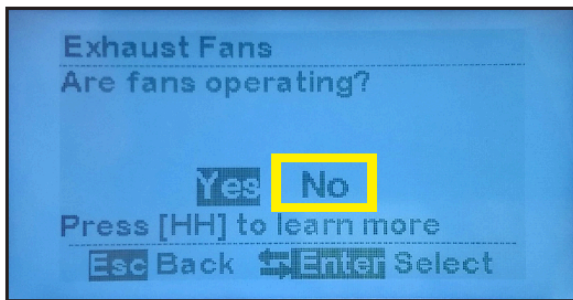 Exhaust Fans
Are fans operating?
Yes No
Press [HH] to learn more
Esc Back Enter Select